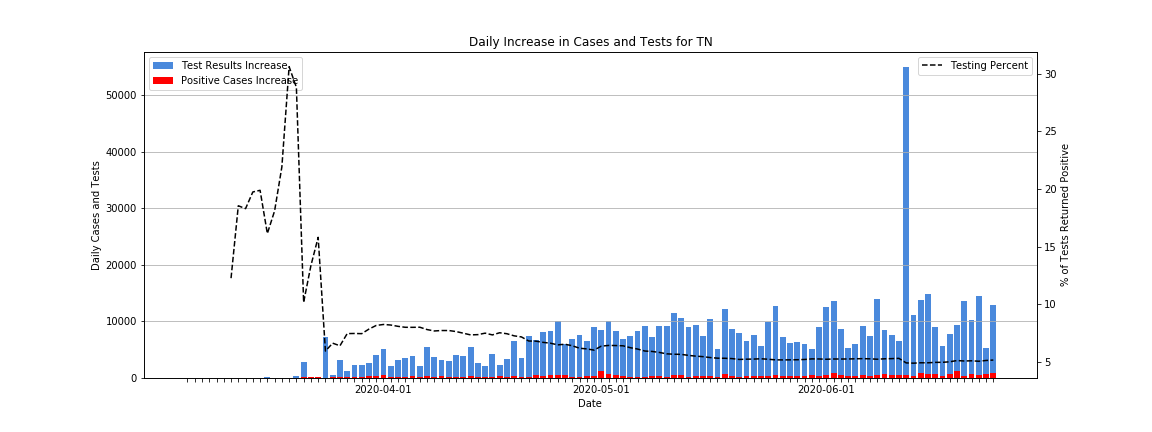 Daily Increase in Cases and Tests for TN
Test Results Increase
Positive Cases Increase
Testing Percent
50000
40000
30000
20000
10000
0
Daily Cases and Tests
30
25
20
15
10
5
% of Tests Returned Positive
2020-04-01
2020-05-01
2020-06-01
Date